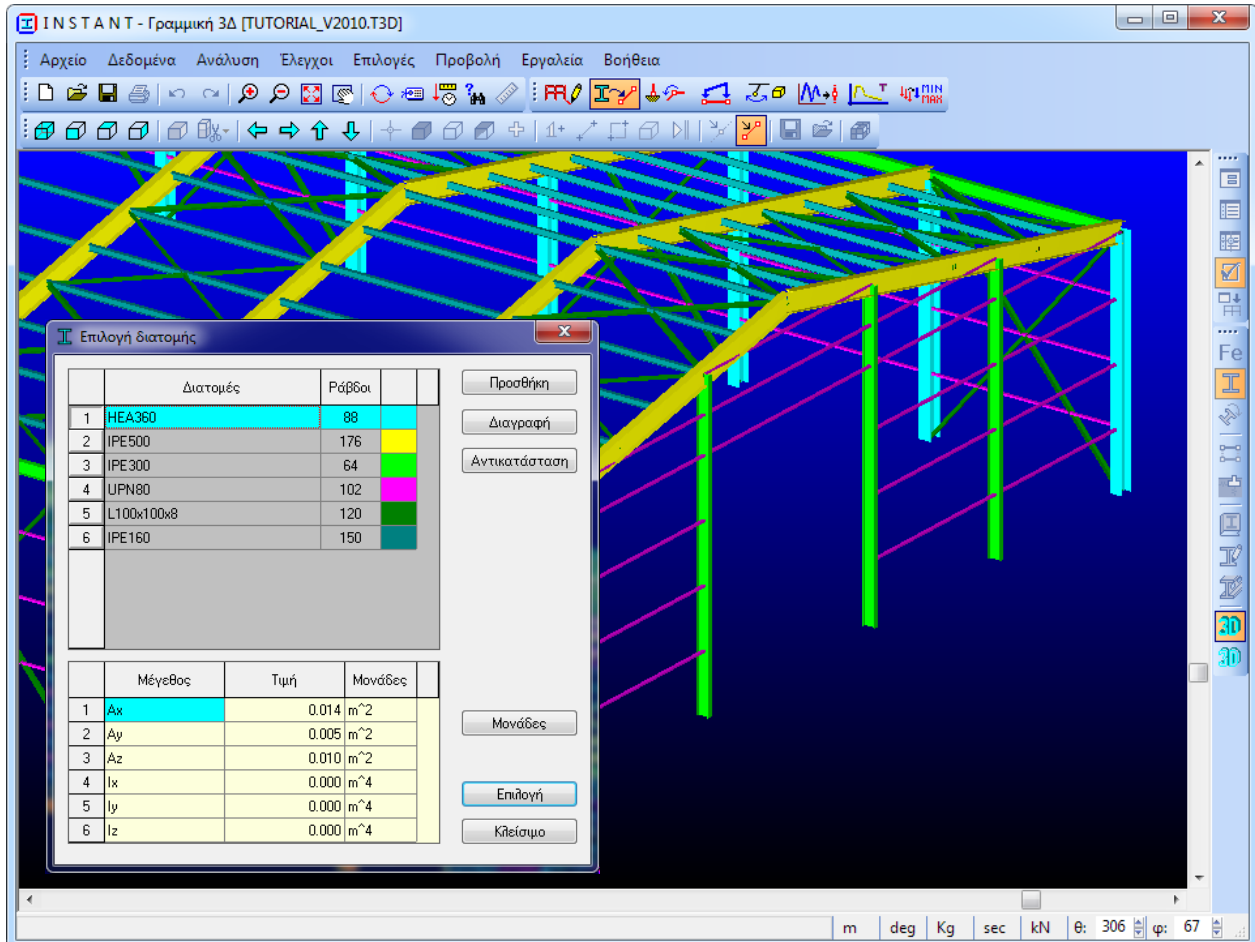 I N S T A N T - Γραμμική 3Δ [TUTORIAL_V2010.T3D]
Αρχείο Δεδομένα Ανάλυση Έλεγχοι Επιλογές Προβολή Εργαλεία Βοήθεια
T MIN MAX
1+
Fe
3D
3D
Επιλογή διατομής
Διατομές Ράβδοι
1 HEA360 88
2 IPE500 176
3 IPE300 64
4 UPN80 102
5 L100x100x8 120
6 IPE160 150
Προσθήκη
Διαγραφή
Αντικατάσταση
Μέγεθος Τιμή Μονάδες
1 Ax 0.014 m^2
2 Ay 0.005 m^2
3 Az 0.010 m^2
4 Ix 0.000 m^4
5 Iy 0.000 m^4
6 Iz 0.000 m^4
Μονάδες
Επιλογή
Κλείσιμο
m deg Kg sec kN θ: 306 φ: 67